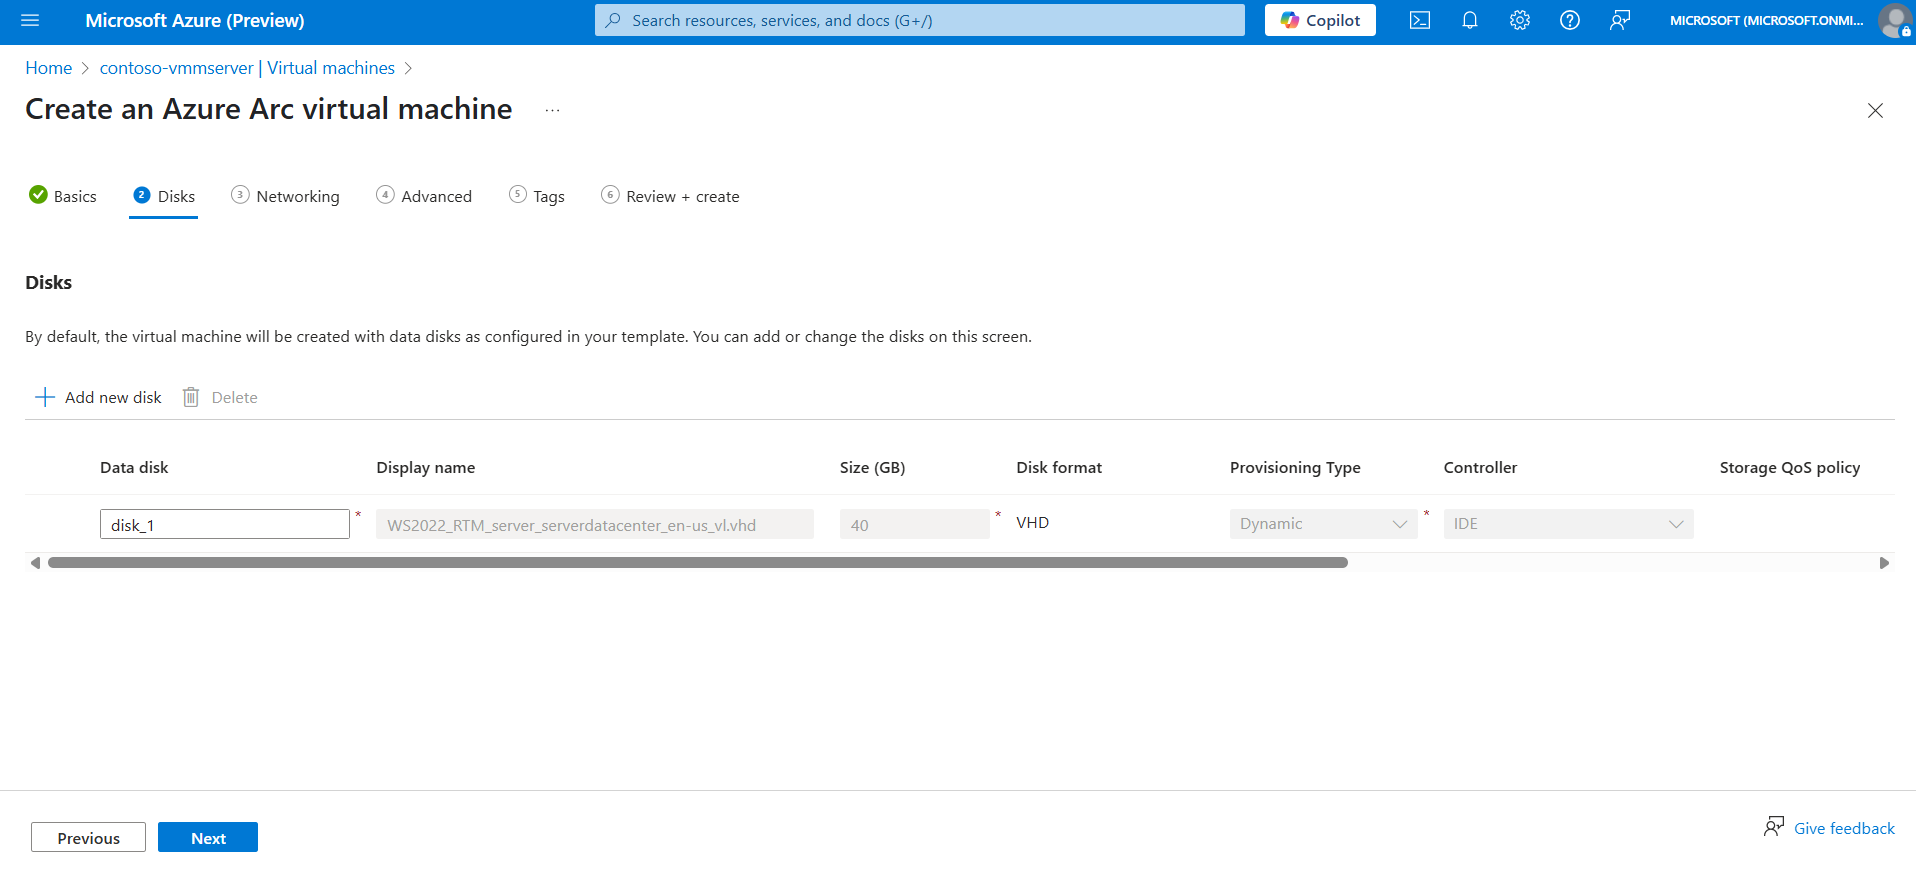 Microsoft Azure (Preview)
Search resources, services, and docs (G+/)
Copilot
MICROSOFT (MICROSOFT.ONMI...
Home > contoso-vmmserver | Virtual machines >
Create an Azure Arc virtual machine ...
Basics
2 Disks
3 Networking
4 Advanced
5 Tags
6 Review + create
Disks
By default, the virtual machine will be created with data disks as configured in your template. You can add or change the disks on this screen.
+ Add new disk
Delete
Data disk
Display name
Size (GB)
Disk format
Provisioning Type
Controller
Storage QoS policy
disk_1 *
WS2022_RTM_server_serverdatacenter_en-us_vl.vhd
40 *
VHD
Dynamic *
IDE
Previous
Next
Give feedback